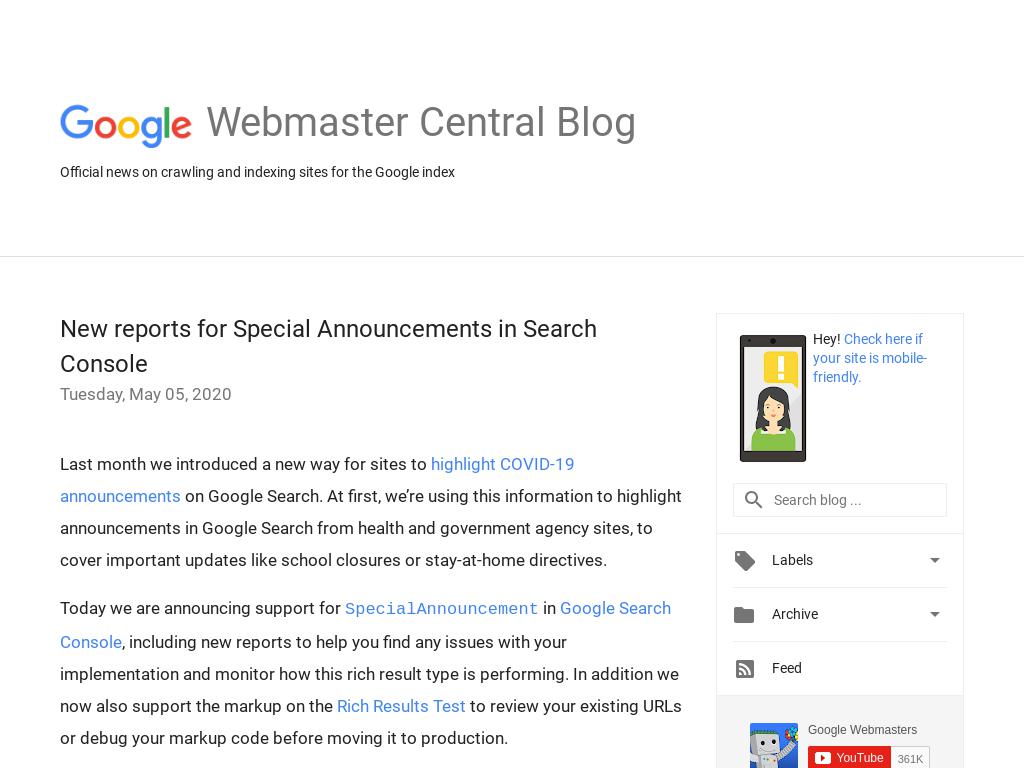 Google Webmaster Central Blog
Official news on crawling and indexing sites for the Google index
New reports for Special Announcements in Search
Console
Tuesday, May 05, 2020
Last month we introduced a new way for sites to highlight COVID-19
announcements on Google Search. At first, we’re using this information to highlight
announcements in Google Search from health and government agency sites, to
cover important updates like school closures or stay-at-home directives.
Today we are announcing support for SpecialAnnouncement in Google Search
Console, including new reports to help you find any issues with your
implementation and monitor how this rich result type is performing. In addition we
now also support the markup on the Rich Results Test to review your existing URLs
or debug your markup code before moving it to production.
!
Hey! Check here if
your site is mobile-
friendly.
Search blog ...
Labels
Archive
Feed
Google Webmasters
YouTube 361K